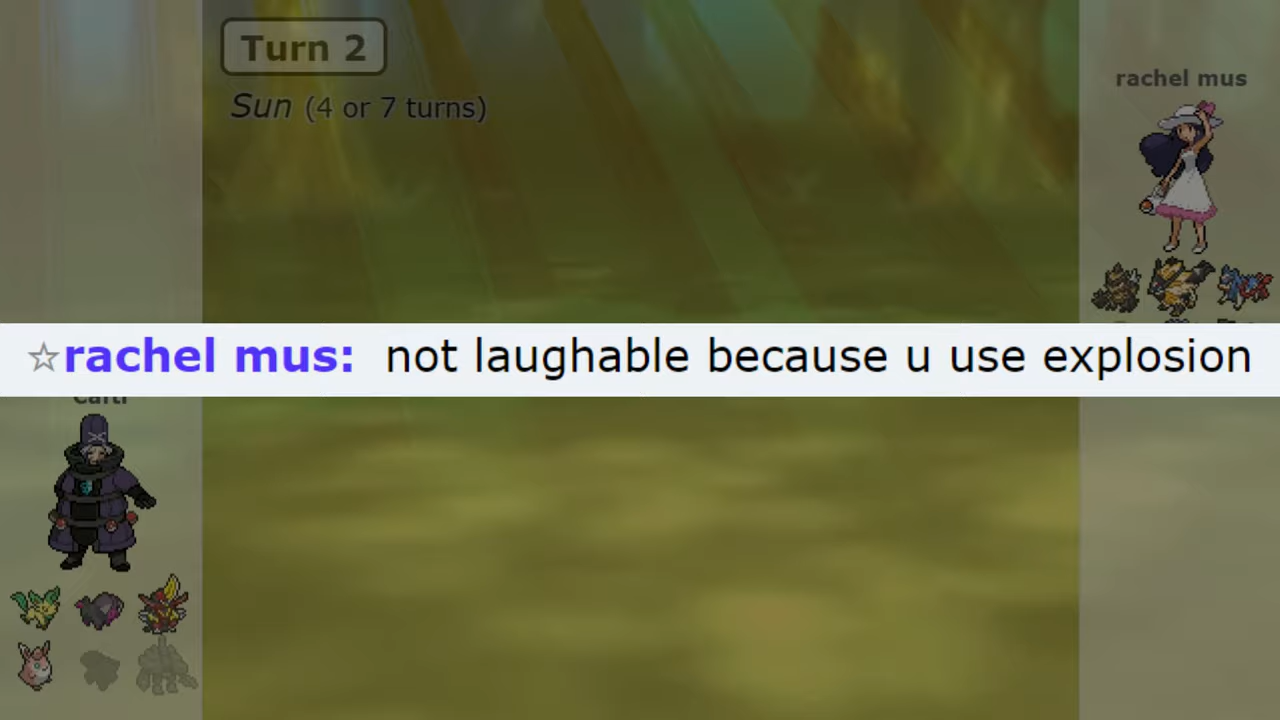 Turn 2
Sun (4 or 7 turns)
rachel mus
☆rachel mus: not laughable because u use explosion